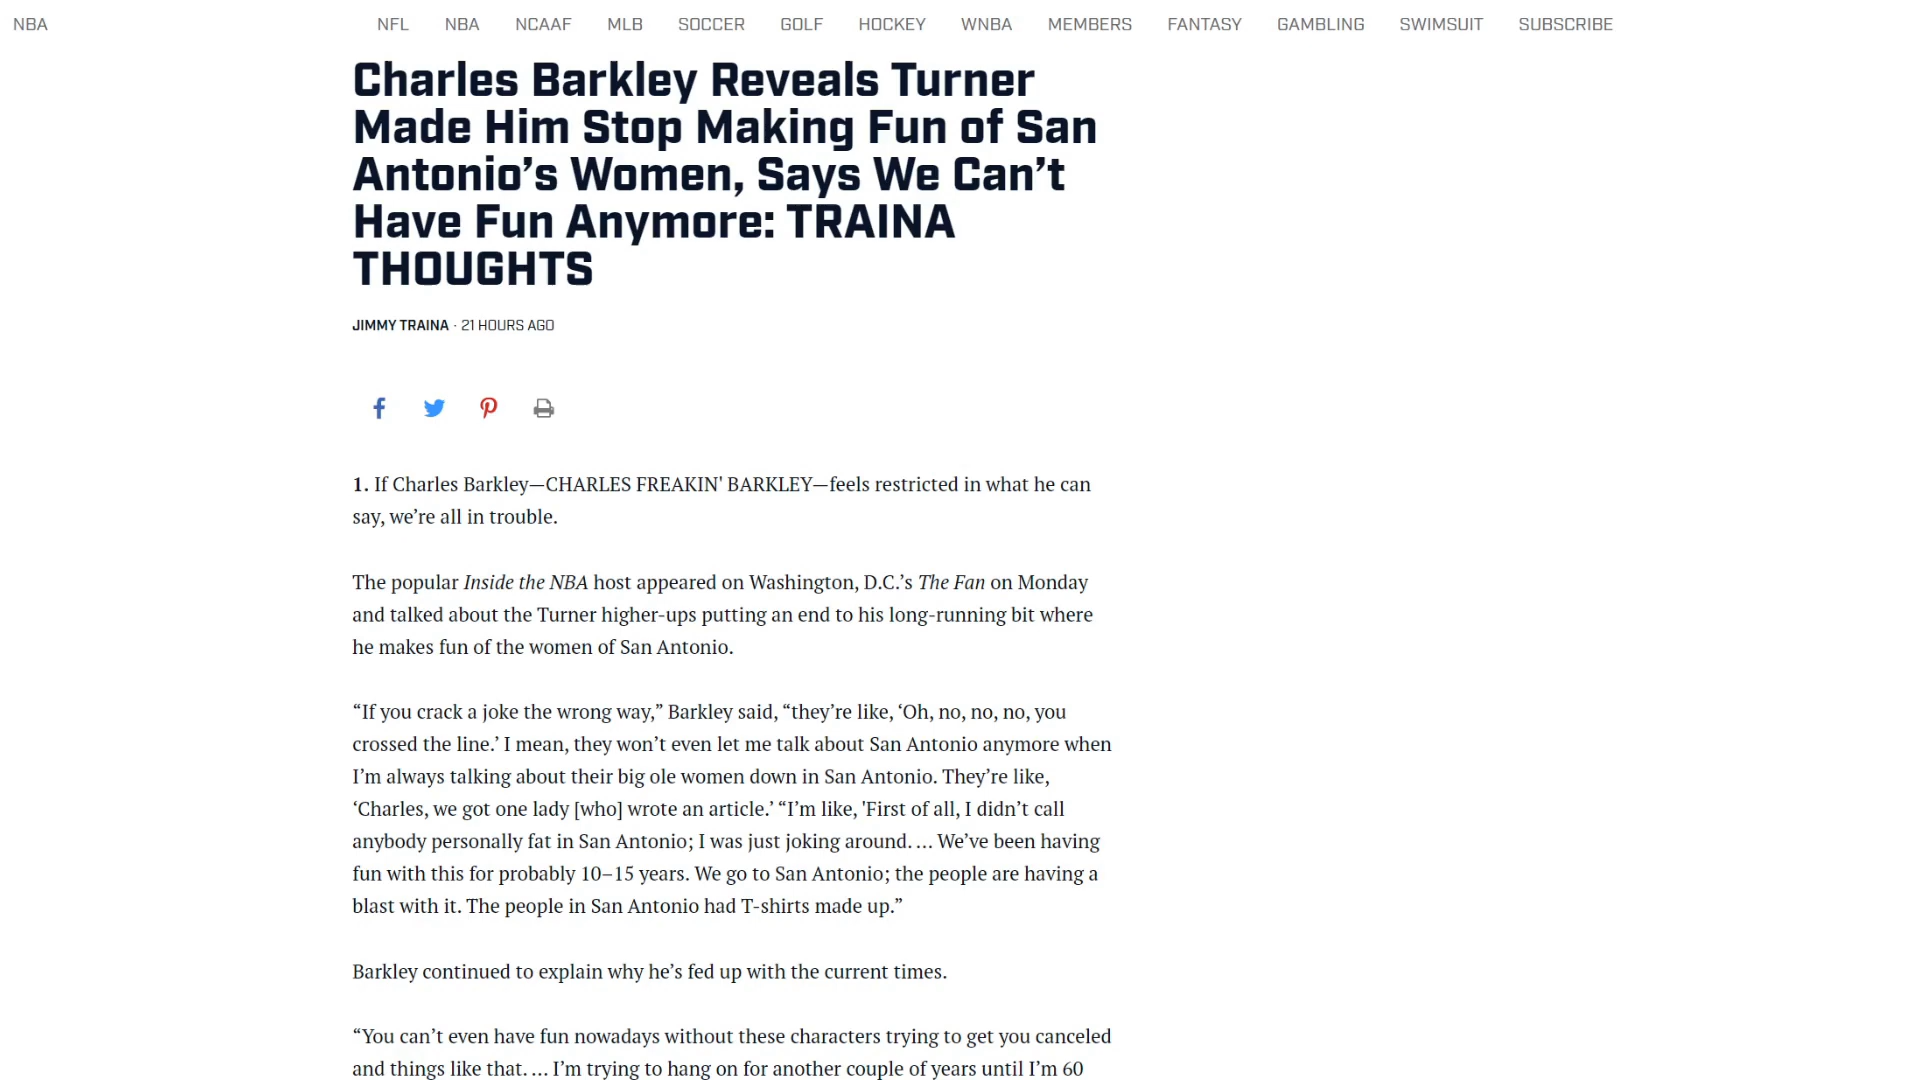 NBA
NFL NBA NCAAF MLB SOCCER GOLF HOCKEY WNBA MEMBERS FANTASY GAMBLING SWIMSUIT SUBSCRIBE
Charles Barkley Reveals Turner
Made Him Stop Making Fun of San
Antonio’s Women, Says We Can’t
Have Fun Anymore: TRAINA
THOUGHTS
JIMMY TRAINA · 21 HOURS AGO
1. If Charles Barkley—CHARLES FREAKIN' BARKLEY—feels restricted in what he can
say, we’re all in trouble.
The popular Inside the NBA host appeared on Washington, D.C.’s The Fan on Monday
and talked about the Turner higher-ups putting an end to his long-running bit where
he makes fun of the women of San Antonio.
“If you crack a joke the wrong way,” Barkley said, “they’re like, ‘Oh, no, no, no, you
crossed the line.’ I mean, they won’t even let me talk about San Antonio anymore when
I’m always talking about their big ole women down in San Antonio. They’re like,
‘Charles, we got one lady [who] wrote an article.’ “I’m like, 'First of all, I didn’t call
anybody personally fat in San Antonio; I was just joking around. … We’ve been having
fun with this for probably 10–15 years. We go to San Antonio; the people are having a
blast with it. The people in San Antonio had T-shirts made up.”
Barkley continued to explain why he’s fed up with the current times.
“You can’t even have fun nowadays without these characters trying to get you canceled
and things like that. … I’m trying to hang on for another couple of years until I’m 60